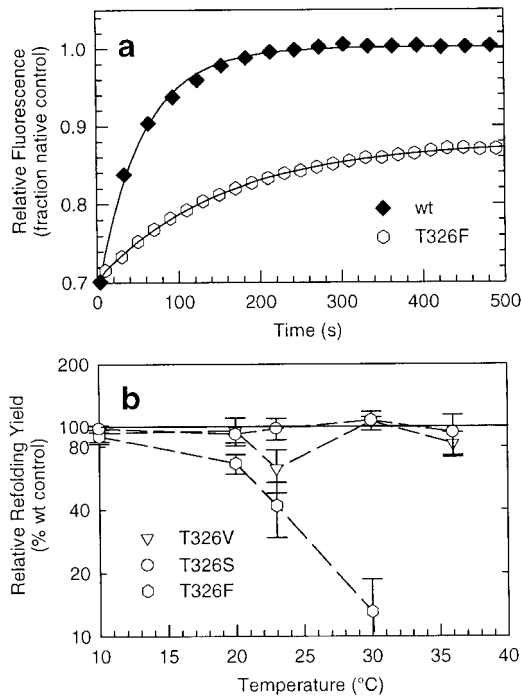 a
Relative Fluorescence
(fraction native control)
1.0
0.9
0.8
0.7
wt
T326F
0 100 200 300 400 500
Time (s)
b
Relative Refolding Yield
(% wt control)
200
100
80
40
20
10
T326V
T326S
T326F
10 15 20 25 30 35 40
Temperature (°C)